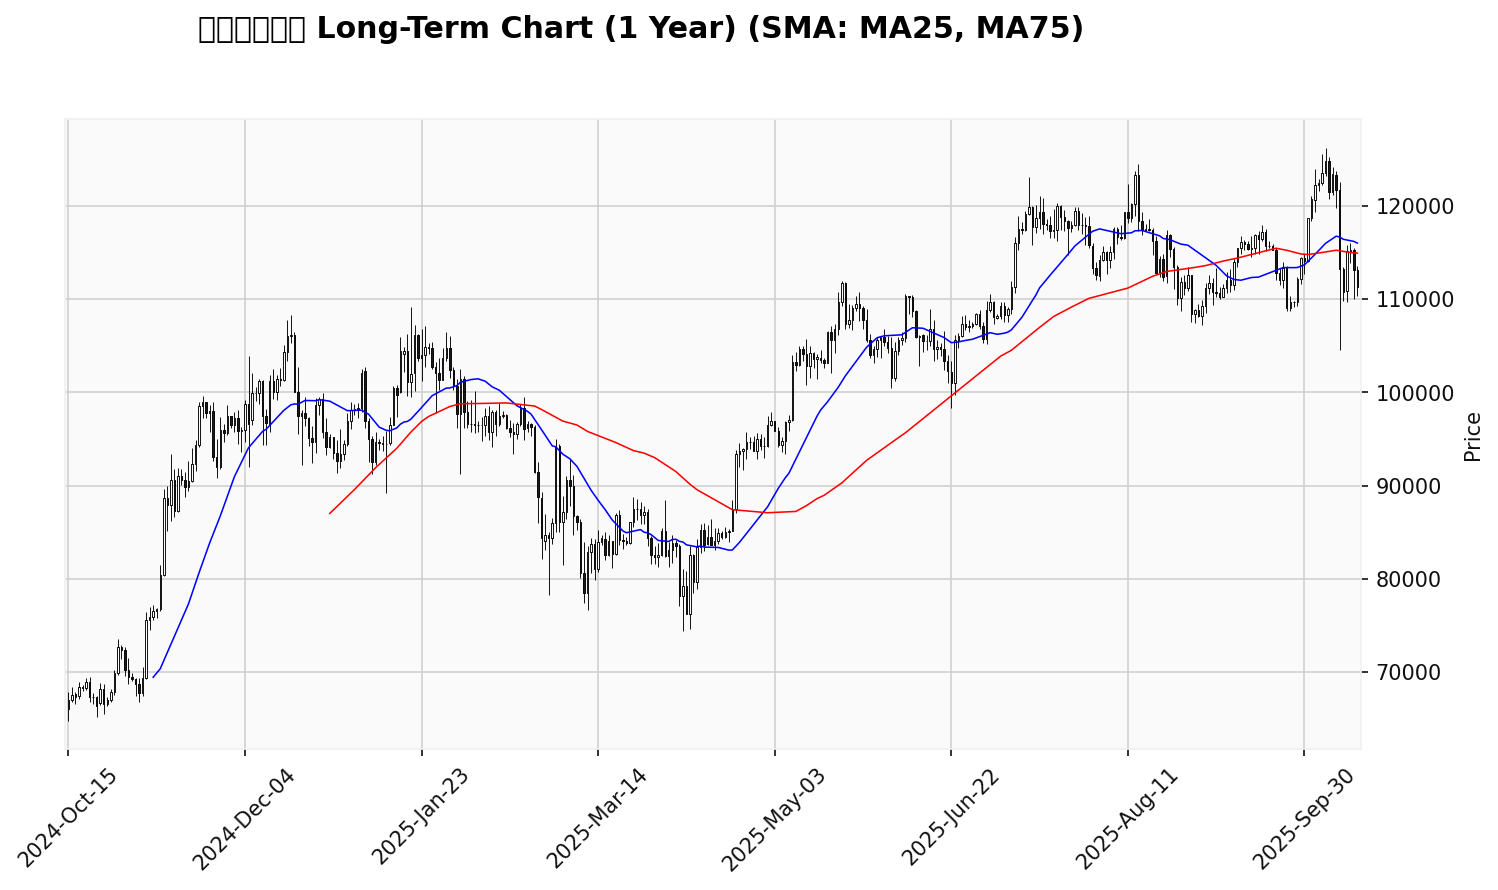 Long-Term Chart (1 Year) (SMA: MA25, MA75)
120000
110000
100000
90000
80000
70000
Price
2024-Oct-15
2024-Dec-04
2025-Jan-23
2025-Mar-14
2025-May-03
2025-Jun-22
2025-Aug-11
2025-Sep-30